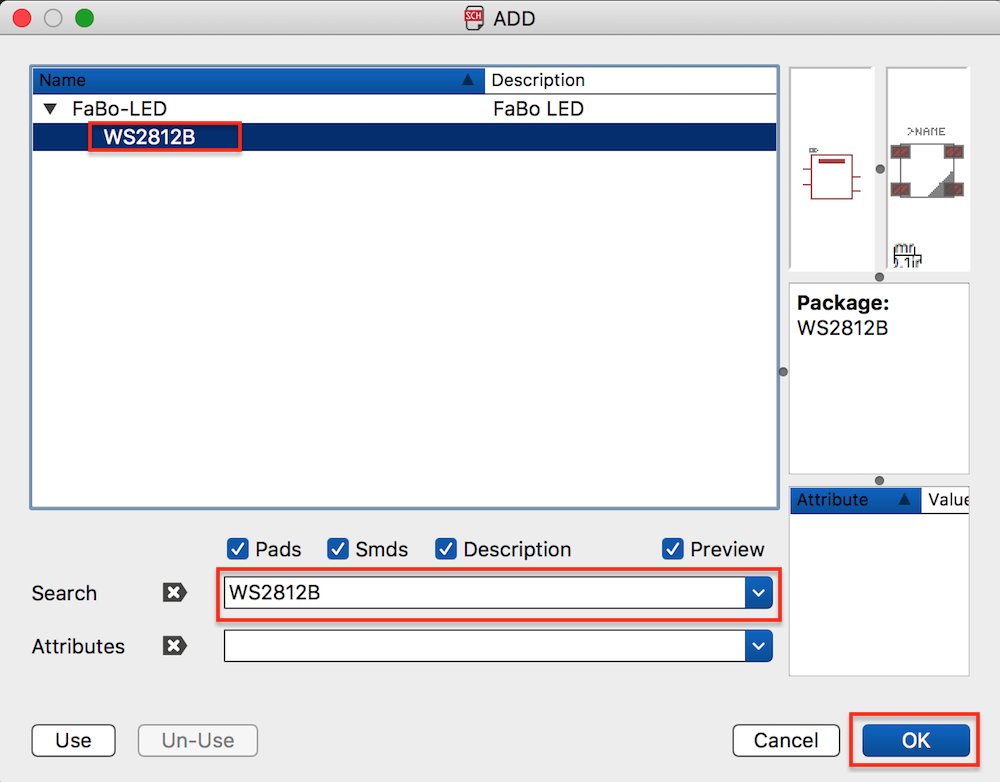 SCH ADD
Name Description
FaBo-LED FaBo LED
WS2812B
>NAME
Package:
WS2812B
Attribute Value
Pads Smds Description Preview
Search WS2812B
Attributes
Use Un-Use Cancel OK